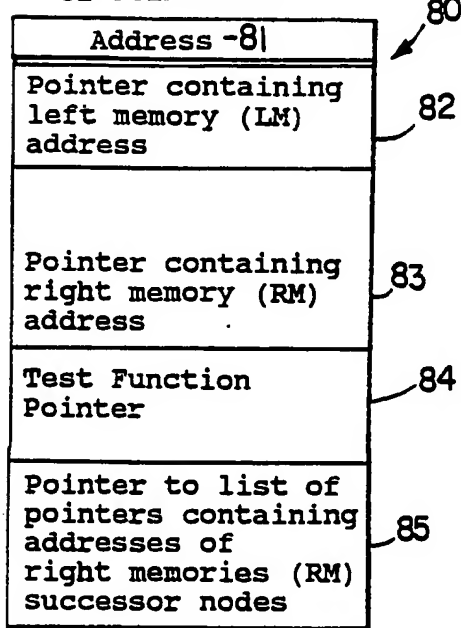 80
Address -81
Pointer containing
left memory (LM)
address
82
Pointer containing
right memory (RM)
address
83
Test Function
Pointer
84
Pointer to list of
pointers containing
addresses of
right memories (RM)
successor nodes
85